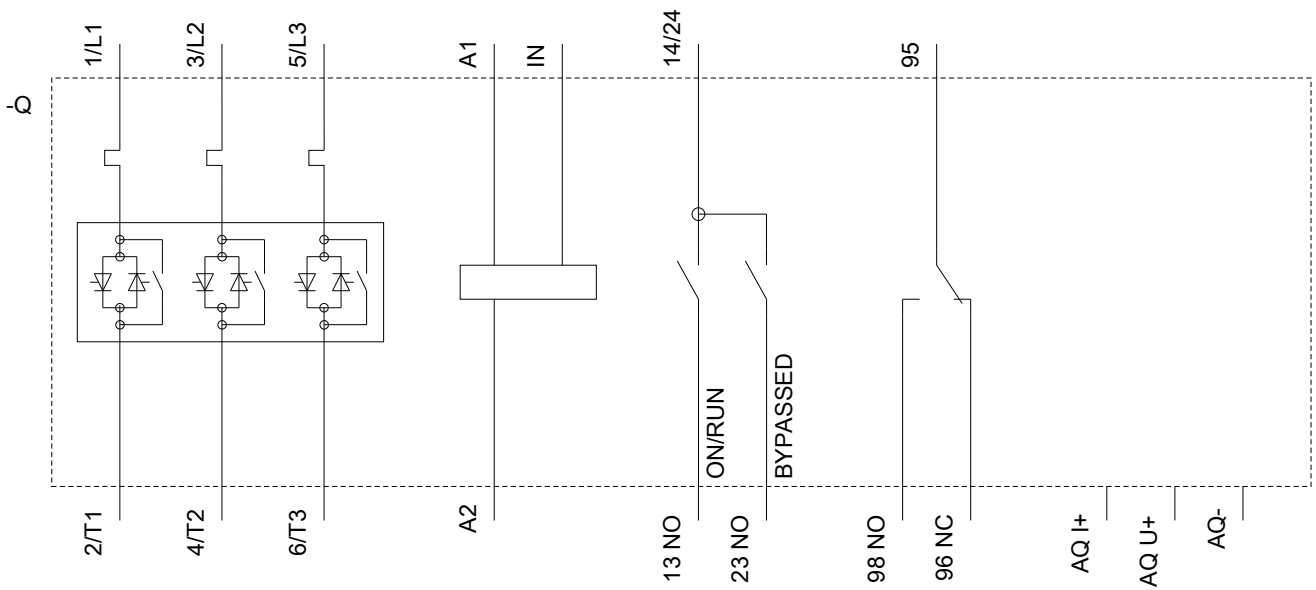 1/L1
3/L2
5/L3
A1
IN
14/24
95
-Q
ON/RUN
BYPASSED
2/T1
4/T2
6/T3
A2
13 NO
23 NO
98 NO
96 NC
AQ I+
AQ U+
AQ-